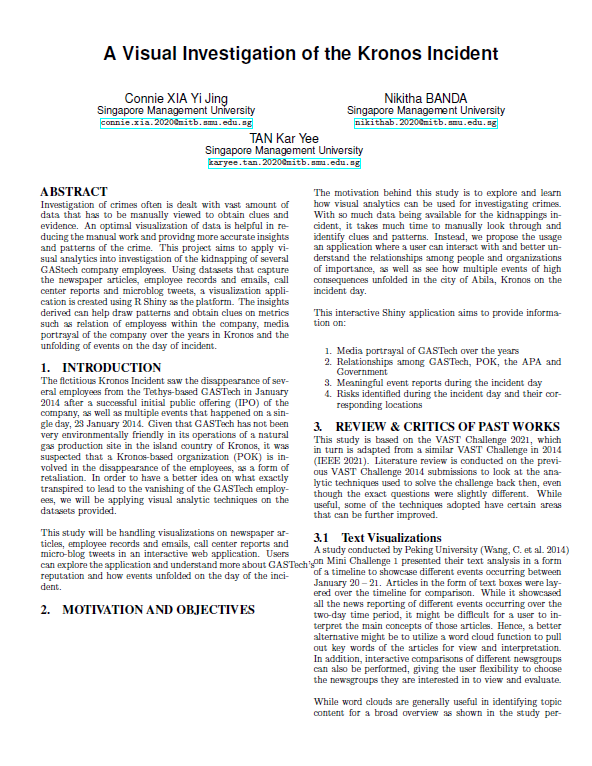 A Visual Investigation of the Kronos Incident
Connie XIA Yi Jing
Singapore Management University
connie.xia.2020@mitb.smu.edu.sg
Nikitha BANDA
Singapore Management University
nikithab.2020@mitb.smu.edu.sg
TAN Kar Yee
Singapore Management University
karyee.tan.2020@mitb.smu.edu.sg
ABSTRACT
Investigation of crimes often is dealt with vast amount of
data that has to be manually viewed to obtain clues and
evidence. An optimal visualization of data is helpful in re-
ducing the manual work and providng more accurate insights
and patterns of the crime. This project aims to apply vi-
sual analytics into investigation of the kidnapping of several
GAStech company employees. Using datasets that capture
the newspaper articles, employee records and emails, call
center reports and microblog tweets, a visualization appli-
cation is created using R Shiny as the platform. The insights
derived can help draw patterns and obtain clues on metrics
such as relation of employess within the company, media
portrayal of the company over the years in Kronos and the
unfolding of events on the day of incident.
1. INTRODUCTION
The fictitious Kronos Incident saw the disappearance of sev-
eral employees from the Tethys-based GASTech in January
2014 after a successful initial public offering (IPO) of the
company, as well as multiple events that happened on a sin-
gle day, 23 January 2014. Given that GASTech has not been
very environmentally friendly in its operations of a natural
gas production site in the island country of Kronos, it was
suspected that a Kronos-based organization (POK) is in-
volved in the disappearance of the employees, as a form of
retaliation. In order to have a better idea on what exactly
transpired to lead to the vanishing of the GASTech employ-
ees, we will be applying visual analytic techniques on the
datasets provided.
This study will be handling visualizations on newspaper ar-
ticles, employee records and emails, call center reports and
micro-blog tweets in an interactive web application. Users
can explore the application and understand more about GASTech's
reputation and how events unfolded on the day of the inci-
dent.
2. MOTIVATION AND OBJECTIVES
The motivation behind this study is to explore and learn
how visual analytics can be used for investigating crimes.
With so much data being available for the kidnappings in-
cident, it takes much time to manually look through and
identify clues and patterns. Instead, we propose the usage
an application where a user can interact with and better un-
derstand the relationships among people and organizations
of importance, as well as see how multiple events of high
consequences unfolded in the city of Abila, Kronos on the
incident day.
This interactive Shiny application aims to provide informa-
tion on:
1. Media portrayal of GASTech over the years
2. Relationships among GASTech, POK, the APA and
Government
3. Meaningful event reports during the incident day
4. Risks identified during the incident day and their cor-
responding locations
3. REVIEW & CRITICS OF PAST WORKS
This study is based on the VAST Challenge 2021, which
in turn is adapted from a similar VAST Challenge in 2014
(IEEE 2021). Literature review is conducted on the previ-
ous VAST Challenge 2014 submissions to look at the ana-
lytic techniques used to solve the challenge back then, even
though the exact questions were slightly different. While
useful, some of the techniques adopted have certain areas
that can be further improved.
3.1 Text Visualizations
A study conducted by Peking University (Wang, C. et al. 2014)
on Mini Challenge 1 presented their text analysis in a form
of a timeline to showcase different events occurring between
January 20 – 21. Articles in the form of text boxes were lay-
ered over the timeline for comparison. While it showcased
all the news reporting of different events occurring over the
two-day time period, it might be difficult for a user to in-
terpret the main concepts of those articles. Hence, a better
alternative might be to utilize a word cloud function to pull
out key words of the articles for view and interpretation.
In addition, interactive comparisons of different newsgroups
can also be performed, giving the user flexibility to choose
the newsgroups they are interested in to view and evaluate.
While word clouds are generally useful in identifying topic
content for a broad overview as shown in the study per-